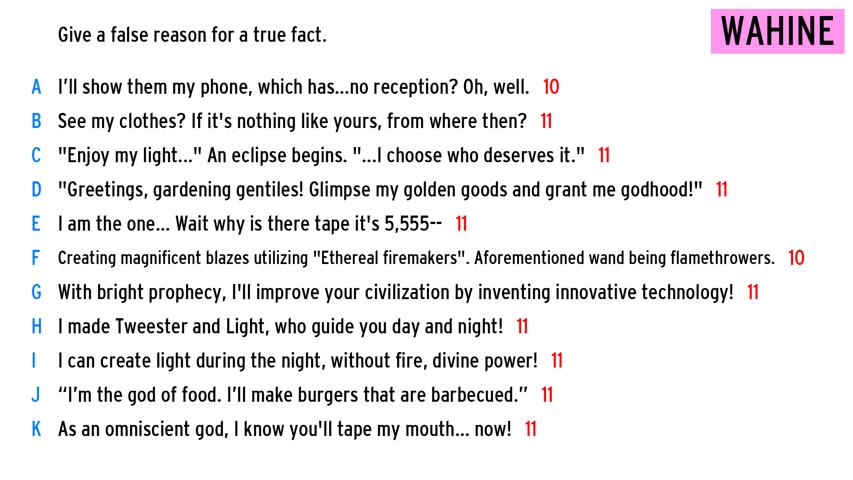 Give a false reason for a true fact.
WAHINE
A I'll show them my phone, which has...no reception? Oh, well. 10
B See my clothes? If it's nothing like yours, from where then? 11
C "Enjoy my light..." An eclipse begins. "...I choose who deserves it." 11
D "Greetings, gardening gentiles! Glimpse my golden goods and grant me godhood!" 11
E I am the one... Wait why is there tape it's 5,555-- 11
F Creating magnificent blazes utilizing "Ethereal firemakers". Aforementioned wand being flamethrowers. 10
G With bright prophecy, I'll improve your civilization by inventing innovative technology! 11
H I made Tweester and Light, who guide you day and night! 11
I I can create light during the night, without fire, divine power! 11
J “I’m the god of food. I’ll make burgers that are barbecued.” 11
K As an omniscient god, I know you'll tape my mouth... now! 11